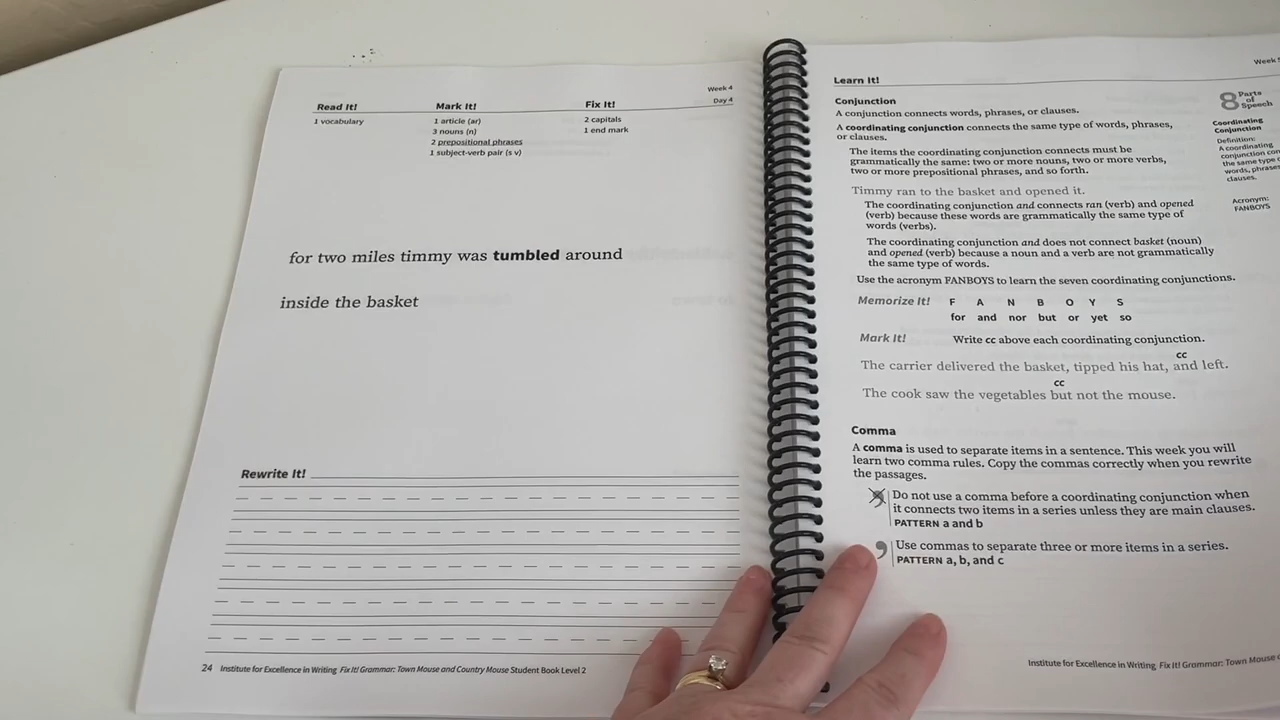 Week 4
Day 4
Read It!
1 vocabulary
Mark It!
1 article (ar)
3 nouns (n)
2 prepositional phrases
1 subject-verb pair (s v)
Fix It!
2 capitals
1 end mark
for two miles timmy was tumbled around
inside the basket
Rewrite It!
24 Institute for Excellence in Writing Fix It! Grammar: Town Mouse and Country Mouse Student Book Level 2
Week
Learn It!
Conjunction
A conjunction connects words, phrases, or clauses.
A coordinating conjunction connects the same type of words, phrases,
or clauses.
The items the coordinating conjunction connects must be
grammatically the same: two or more nouns, two or more verbs,
two or more prepositional phrases, and so forth.
Timmy ran to the basket and opened it.
The coordinating conjunction and connects ran (verb) and opened
(verb) because these words are grammatically the same type of
words (verbs).
The coordinating conjunction and does not connect basket (noun)
and opened (verb) because a noun and a verb are not grammatically
the same type of words.
Use the acronym FANBOYS to learn the seven coordinating conjunctions.
Memorize It! F A N B O Y S
for and nor but or yet so
Mark It! Write cc above each coordinating conjunction.
cc
The carrier delivered the basket, tipped his hat, and left.
cc
The cook saw the vegetables but not the mouse.
Comma
A comma is used to separate items in a sentence. This week you will
learn two comma rules. Copy the commas correctly when you rewrite
the passages.
Do not use a comma before a coordinating conjunction when
it connects two items in a series unless they are main clauses.
PATTERN a and b
, Use commas to separate three or more items in a series.
PATTERN a, b, and c
8 Parts
of
Speech
Coordinating
Conjunction
Definition:
A coordinating
conjunction
the same type
words, phrases
clauses.
Acronym:
FANBOYS
Institute for Excellence in Writing Fix It! Grammar: Town Mouse